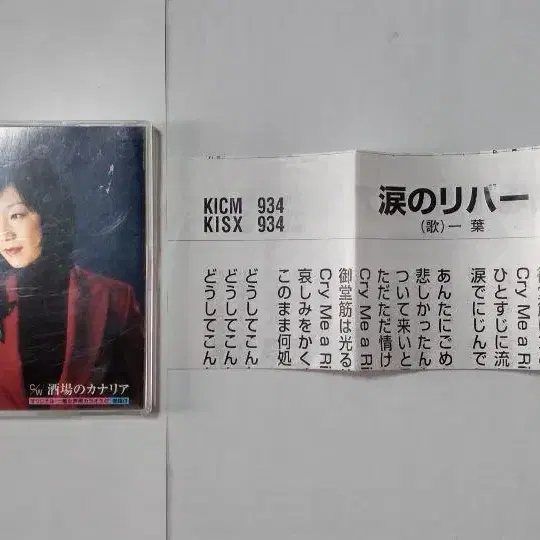 C/W 酒場のカナリア
KICM 934
KISX 934
涙のリバー
(歌)一 葉
ひとすじに流
涙でにじんで
あんたにごめ
悲しかったん
ついて来いと
ただただ情け
Cry Me a Ri
御堂筋は光る
Cry Me a Ri
哀しみをかく
このまま何処
どうしてこん
どうしてこん
どうしてこん